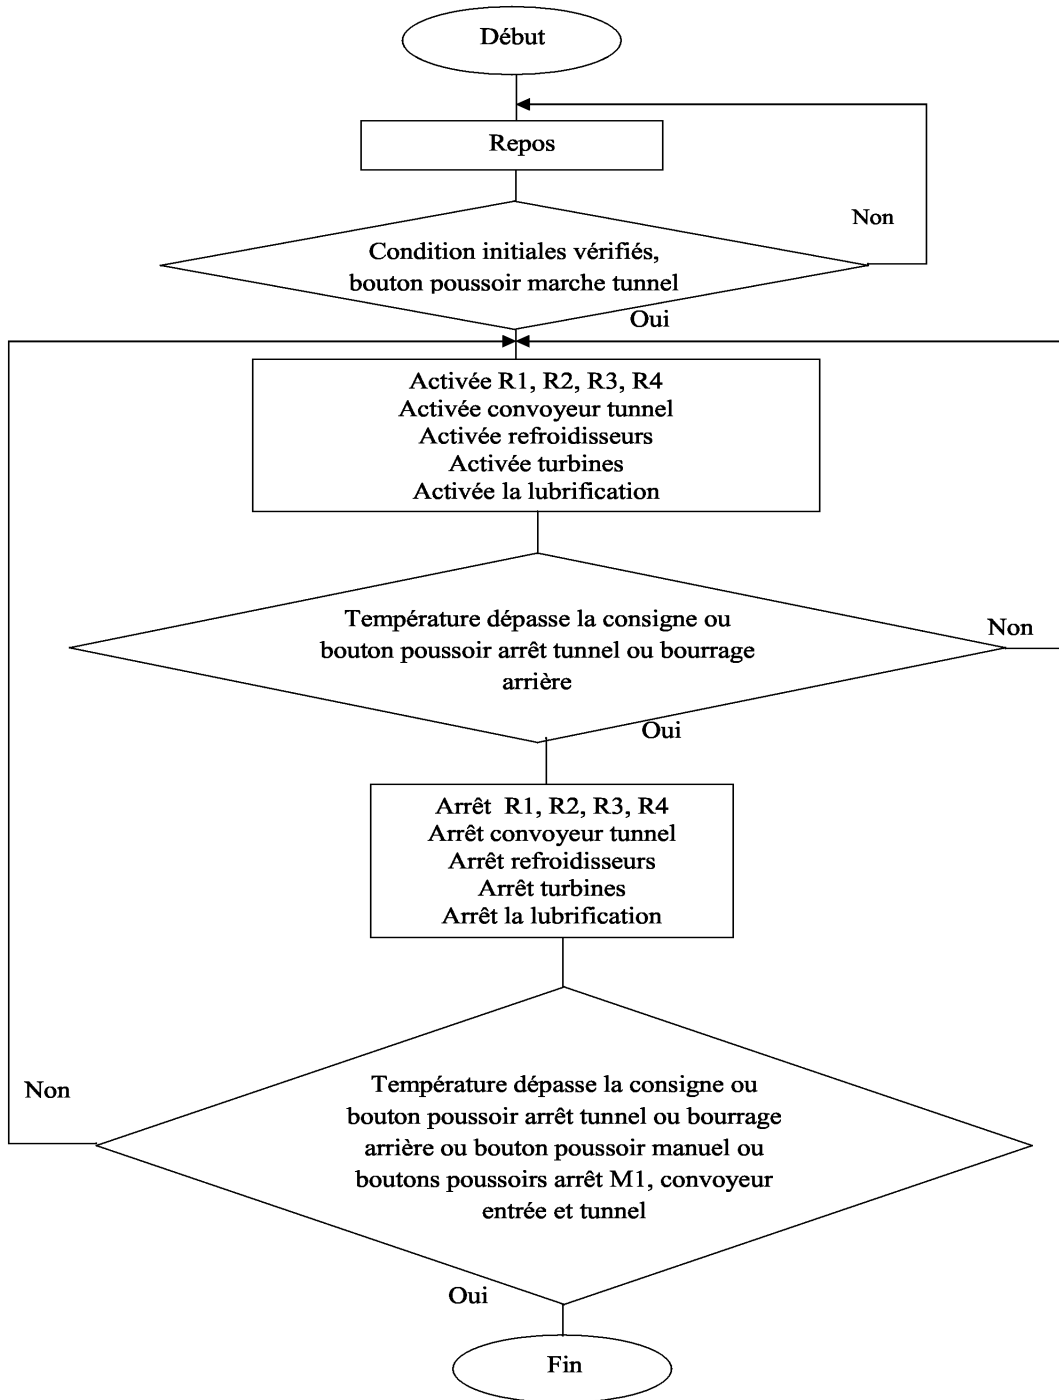 Début
Repos
Non
Condition initiales vérifiés,
bouton poussoir marche tunnel
Oui
Activée R1, R2, R3, R4
Activée convoyeur tunnel
Activée refroidisseurs
Activée turbines
Activée la lubrification
Température dépasse la consigne ou
bouton poussoir arrêt tunnel ou bourrage
arrière
Non
Oui
Arrêt R1, R2, R3, R4
Arrêt convoyeur tunnel
Arrêt refroidisseurs
Arrêt turbines
Arrêt la lubrification
Non
Température dépasse la consigne ou
bouton poussoir arrêt tunnel ou bourrage
arrière ou bouton poussoir manuel ou
boutons poussoirs arrêt M1, convoyeur
entrée et tunnel
Oui
Fin